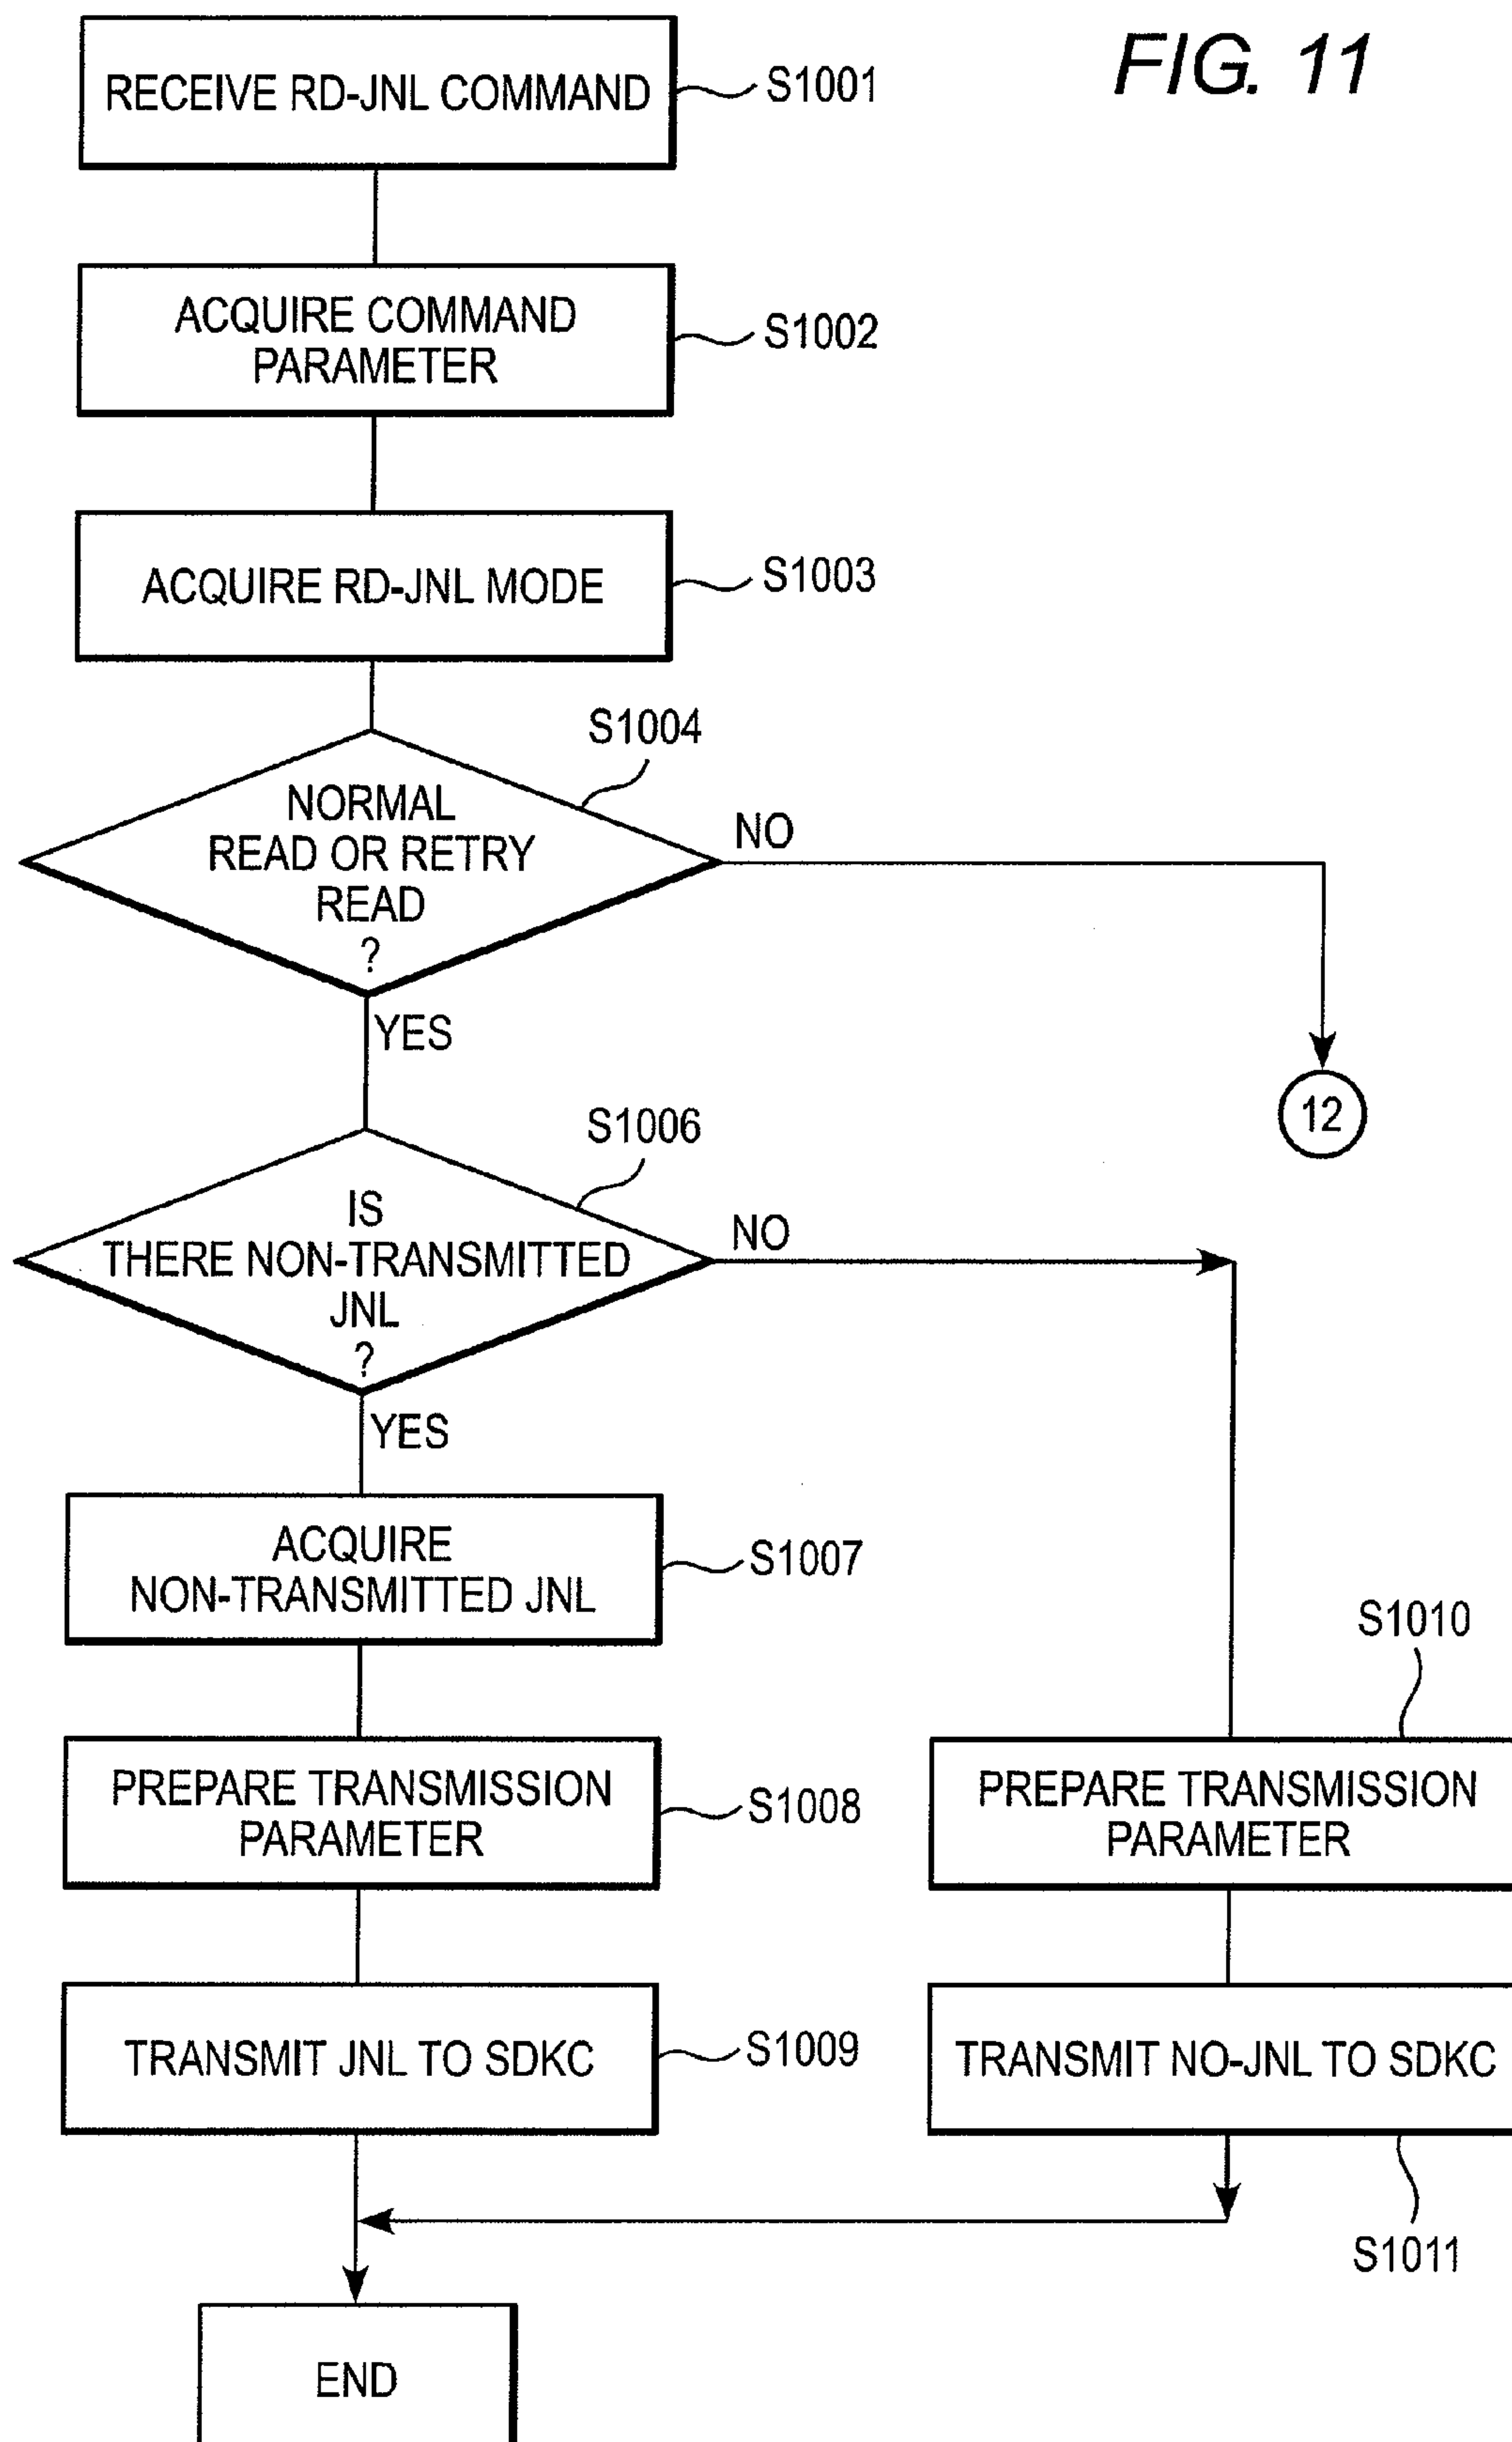 FIG. 11
RECEIVE RD-JNL COMMAND
S1001
ACQUIRE COMMAND
PARAMETER
S1002
ACQUIRE RD-JNL MODE
S1003
S1004
NORMAL
READ OR RETRY
READ
?
NO
YES
12
S1006
IS
THERE NON-TRANSMITTED
JNL
?
NO
YES
ACQUIRE
NON-TRANSMITTED JNL
S1007
S1010
PREPARE TRANSMISSION
PARAMETER
S1008
PREPARE TRANSMISSION
PARAMETER
TRANSMIT JNL TO SDKC
S1009
TRANSMIT NO-JNL TO SDKC
S1011
END